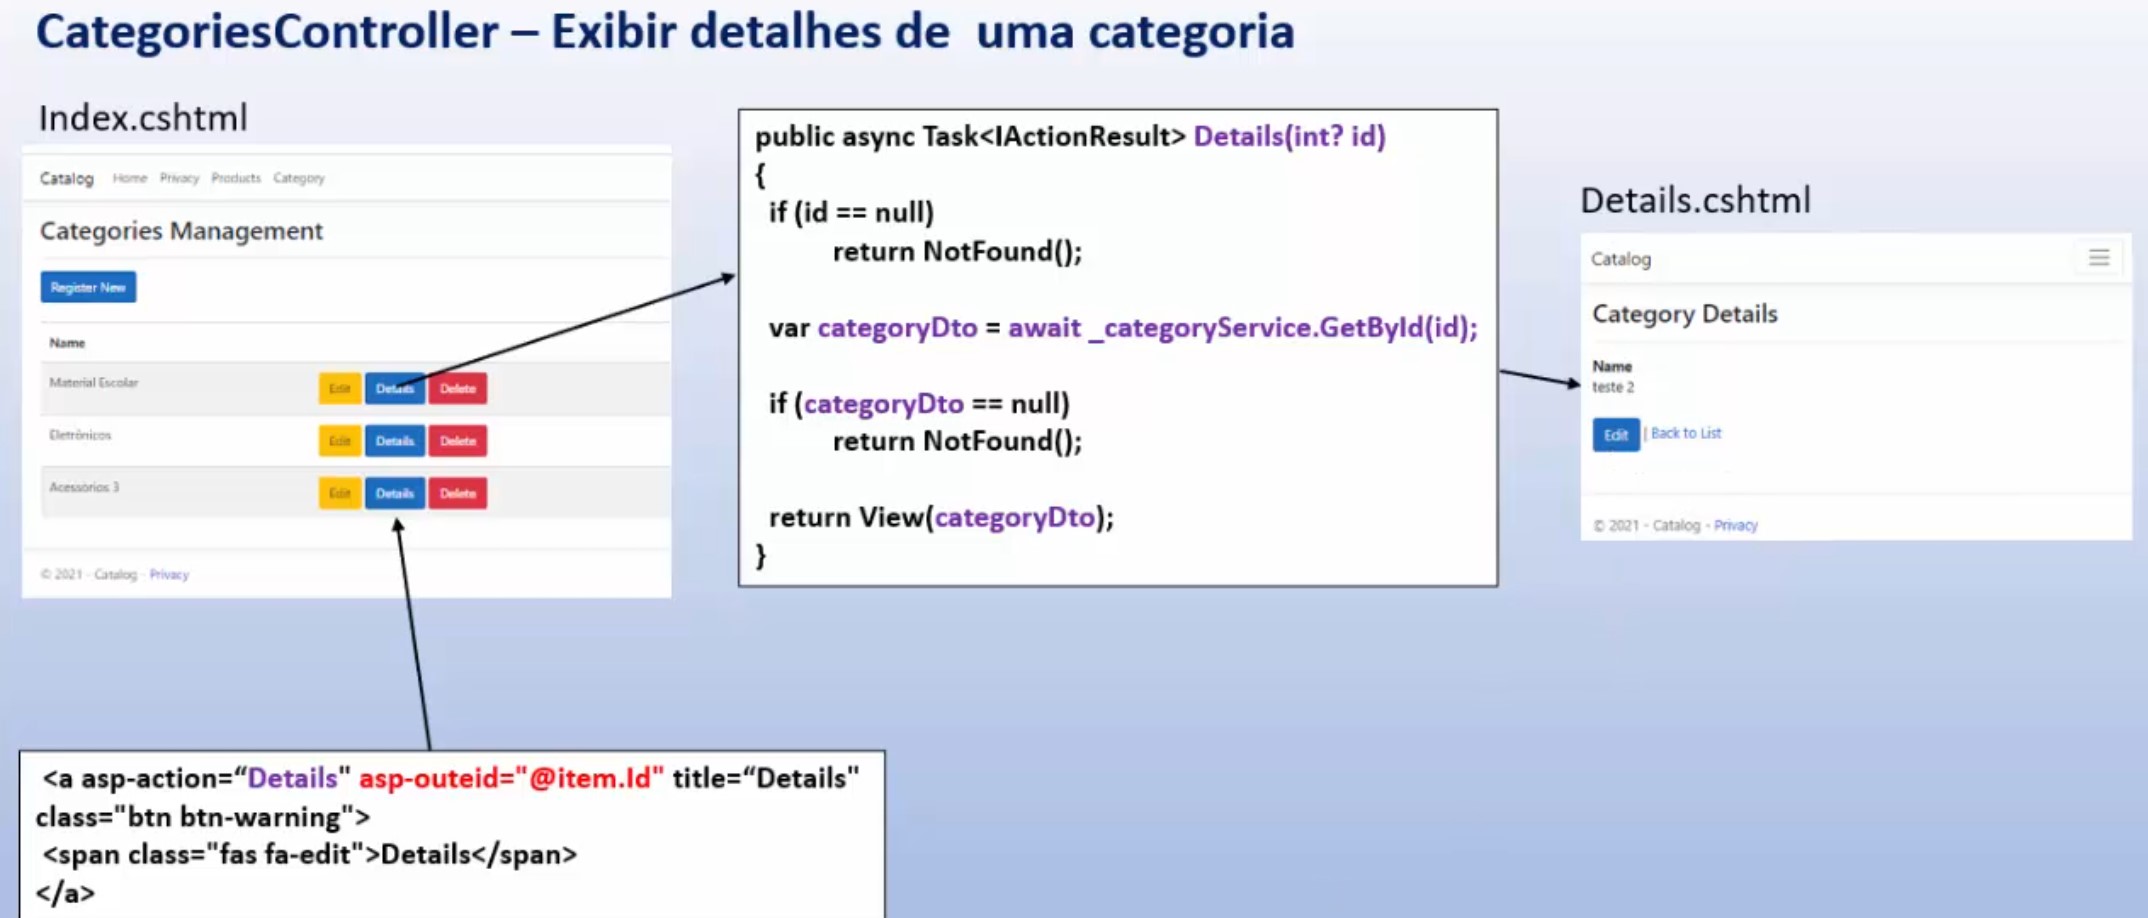 CategoriesController – Exibir detalhes de  uma categoria
Index.cshtml
Catalog Home Privacy Products Category
Categories Management
Register New
Name
Material Escolar Edit Details Delete
Eletrônicos Edit Details Delete
Acessórios 3 Edit Details Delete
© 2021 - Catalog - Privacy
public async Task<IActionResult> Details(int? id)
{
if (id == null)
return NotFound();
var categoryDto = await _categoryService.GetById(id);
if (categoryDto == null)
return NotFound();
return View(categoryDto);
}
Details.cshtml
Catalog
Category Details
Name
teste 2
Edit | Back to List
© 2021 - Catalog - Privacy
<a asp-action=“Details" asp-outeid="@item.Id" title=“Details"
class="btn btn-warning">
<span class="fas fa-edit">Details</span>
</a>